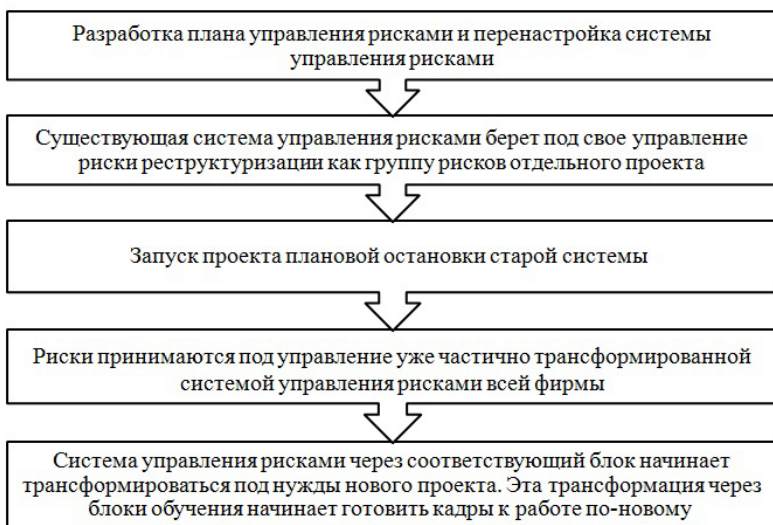 Разработка плана управления рисками и перенастройка системы
управления рисками
Существующая система управления рисками берет под свое управление
риски реструктуризации как группу рисков отдельного проекта
Запуск проекта плановой остановки старой системы
Риски принимаются под управление уже частично трансформированной
системой управления рисками всей фирмы
Система управления рисками через соответствующий блок начинает
трансформироваться под нужды нового проекта. Эта трансформация через
блоки обучения начинает готовить кадры к работе по-новому